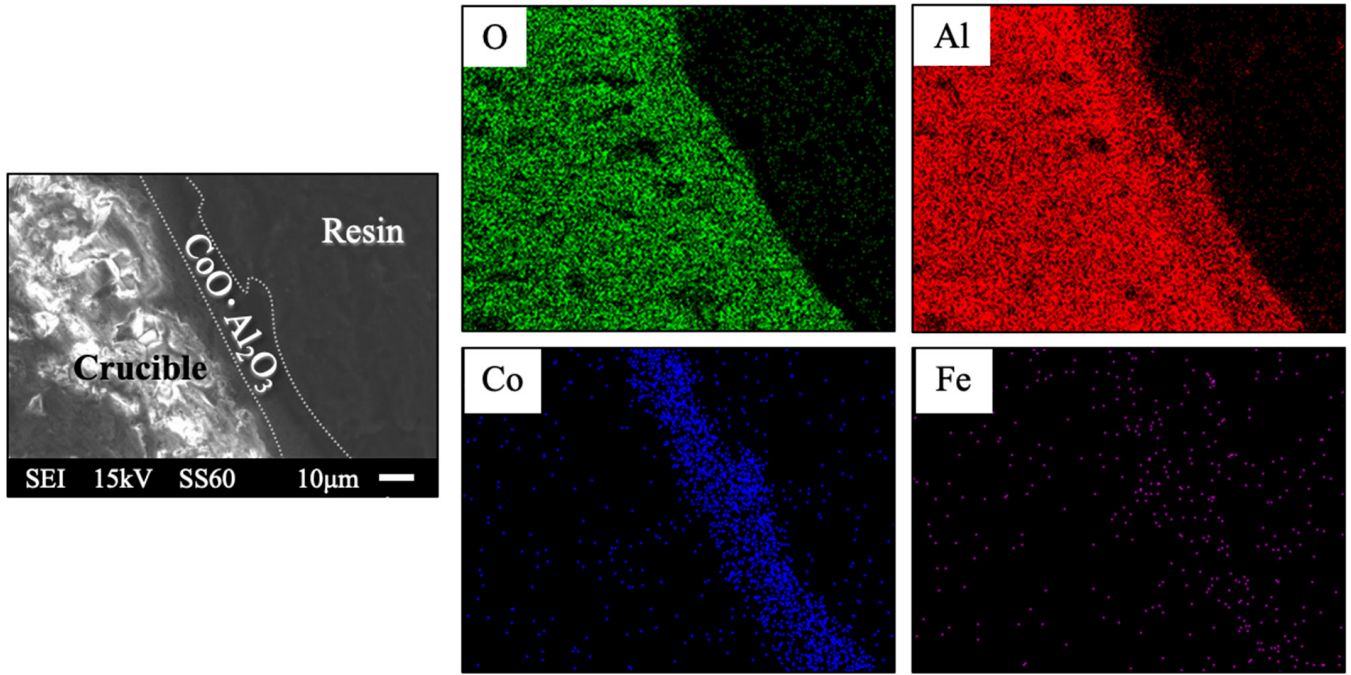 O
Al
Resin
CoO· Al₂O₃
Crucible
SEI 15kV SS60 10μm
Co
Fe